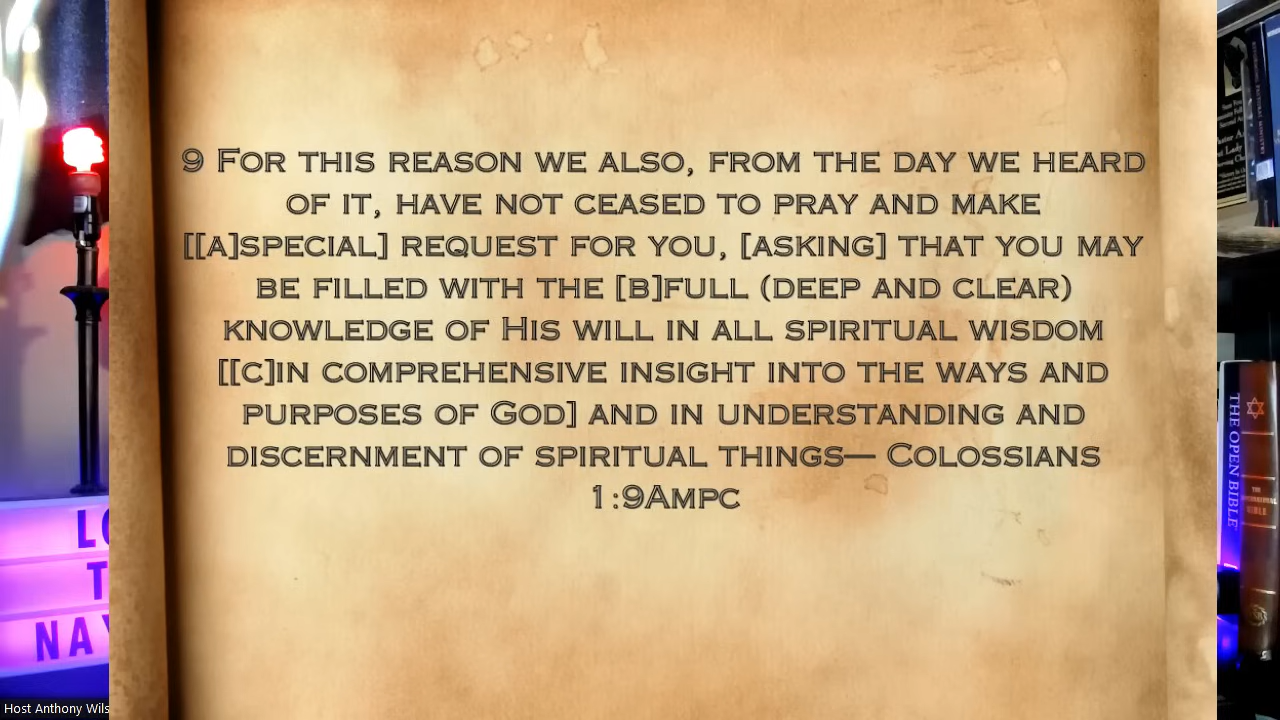 9 For this reason we also, from the day we heard
of it, have not ceased to pray and make
[[a]special] request for you, [asking] that you may
be filled with the [b]full (deep and clear)
knowledge of His will in all spiritual wisdom
[[c]in comprehensive insight into the ways and
purposes of God] and in understanding and
discernment of spiritual things— Colossians
1:9Ampc
NAY
Host Anthony Wils
THE OPEN BIBLE
BIBLE